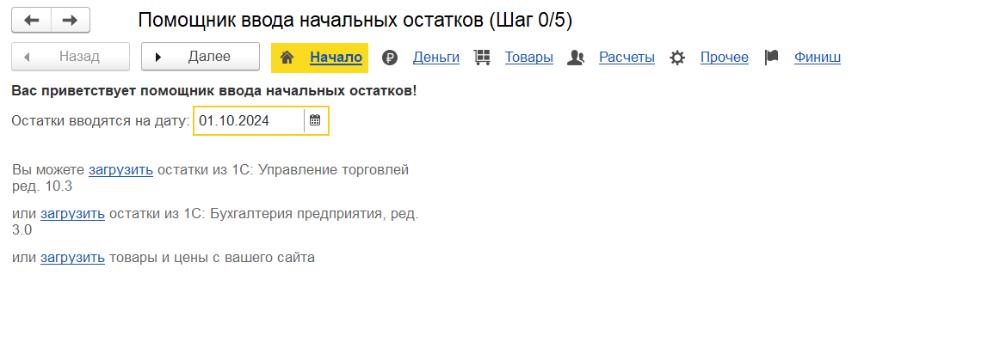 Помощник ввода начальных остатков (Шаг 0/5)
Назад Далее Начало Деньги Товары Расчеты Прочее Финиш
Вас приветствует помощник ввода начальных остатков!
Остатки вводятся на дату: 01.10.2024
Вы можете загрузить остатки из 1С: Управление торговлей
ред. 10.3
или загрузить остатки из 1С: Бухгалтерия предприятия, ред.
3.0
или загрузить товары и цены с вашего сайта